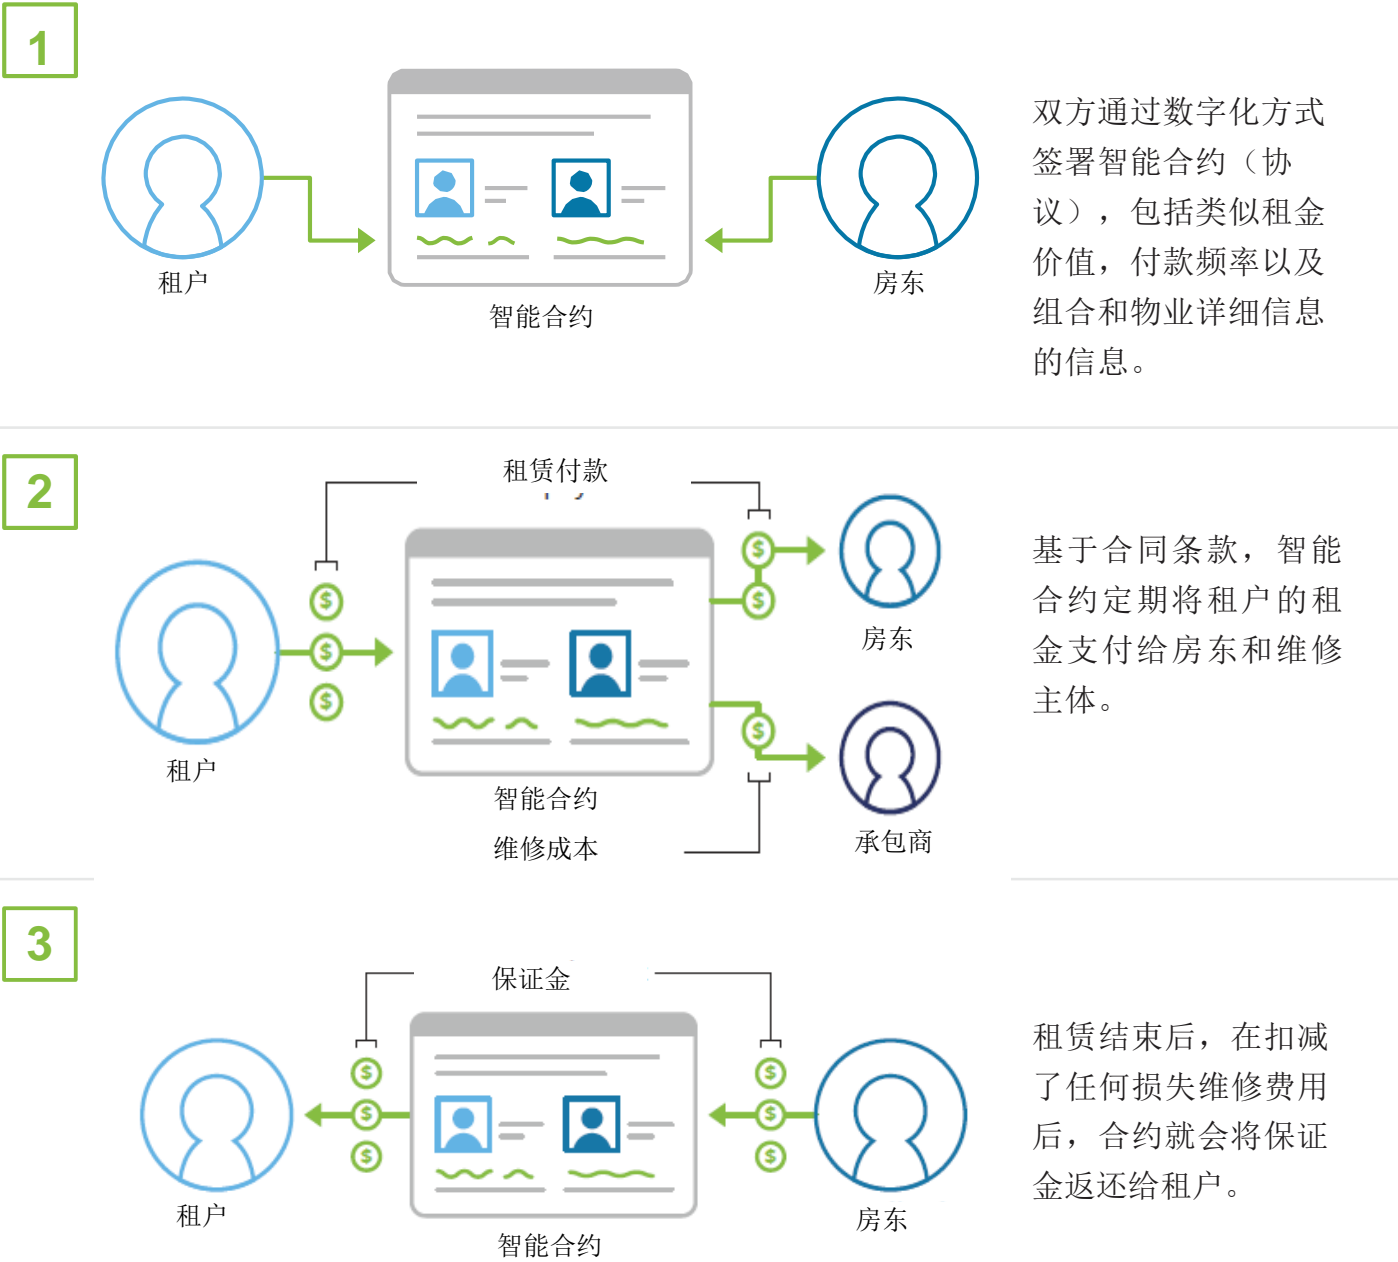 1
租户
智能合约
房东
双方通过数字化方式
签署智能合约（协
议），包括类似租金
价值，付款频率以及
组合和物业详细信息
的信息。
2
租赁付款
租户
智能合约
维修成本
房东
承包商
基于合同条款，智能
合约定期将租户的租
金支付给房东和维修
主体。
3
保证金
租户
智能合约
房东
租赁结束后，在扣减
了任何损失维修费用
后，合约就会将保证
金返还给租户。